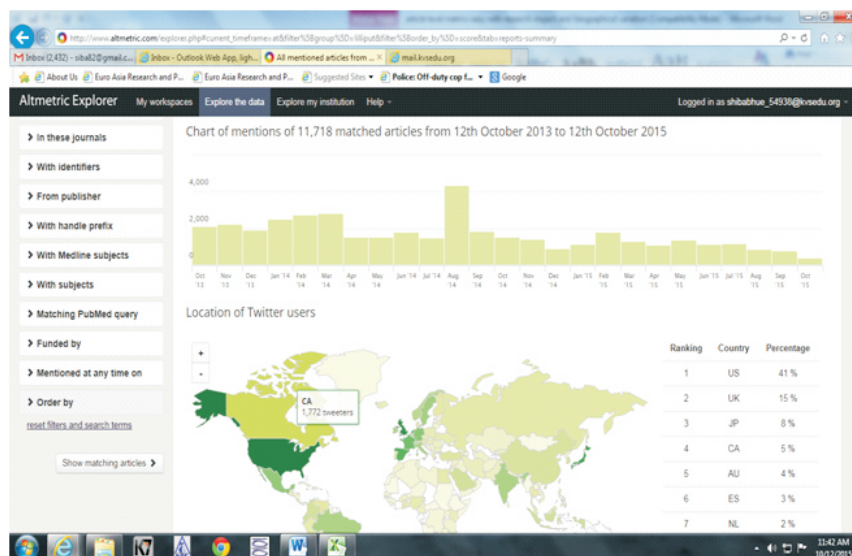 http://www.altmetric.com/explorer.php#current_timeframe=at&filter%5Bgroup%5D=lilliput&filter%5Border_by%5D=score&tab=reports-summary
Inbox (2,432) - siba82@gmail.c...
Inbox - Outlook Web App, ligh...
All mentioned articles from ...
mail.kvsedu.org
About Us
Euro Asia Research and P...
Euro Asia Research and P...
Suggested Sites
Police: Off-duty cop f...
Google
Altmetric Explorer My workspaces Explore the data Explore my institution Help Logged in as shibabhue_54938@kvsedu.org
In these journals
With identifiers
From publisher
With handle prefix
With Medline subjects
With subjects
Matching PubMed query
Funded by
Mentioned at any time on
Order by
reset filters and search terms
Show matching articles
Chart of mentions of 11,718 matched articles from 12th October 2013 to 12th October 2015
4,000
2,000
0
Oct '13 Nov '13 Dec '13 Jan '14 Feb '14 Mar '14 Apr '14 May '14 Jun '14 Jul '14 Aug '14 Sep '14 Oct '14 Nov '14 Dec '14 Jan '15 Feb '15 Mar '15 Apr '15 May '15 Jun '15 Jul '15 Aug '15 Sep '15 Oct '15
Location of Twitter users
+
-
CA
1,772 tweeters
Ranking Country Percentage
1 US 41 %
2 UK 15 %
3 JP 8 %
4 CA 5 %
5 AU 4 %
6 ES 3 %
7 NL 2 %
11:42 AM